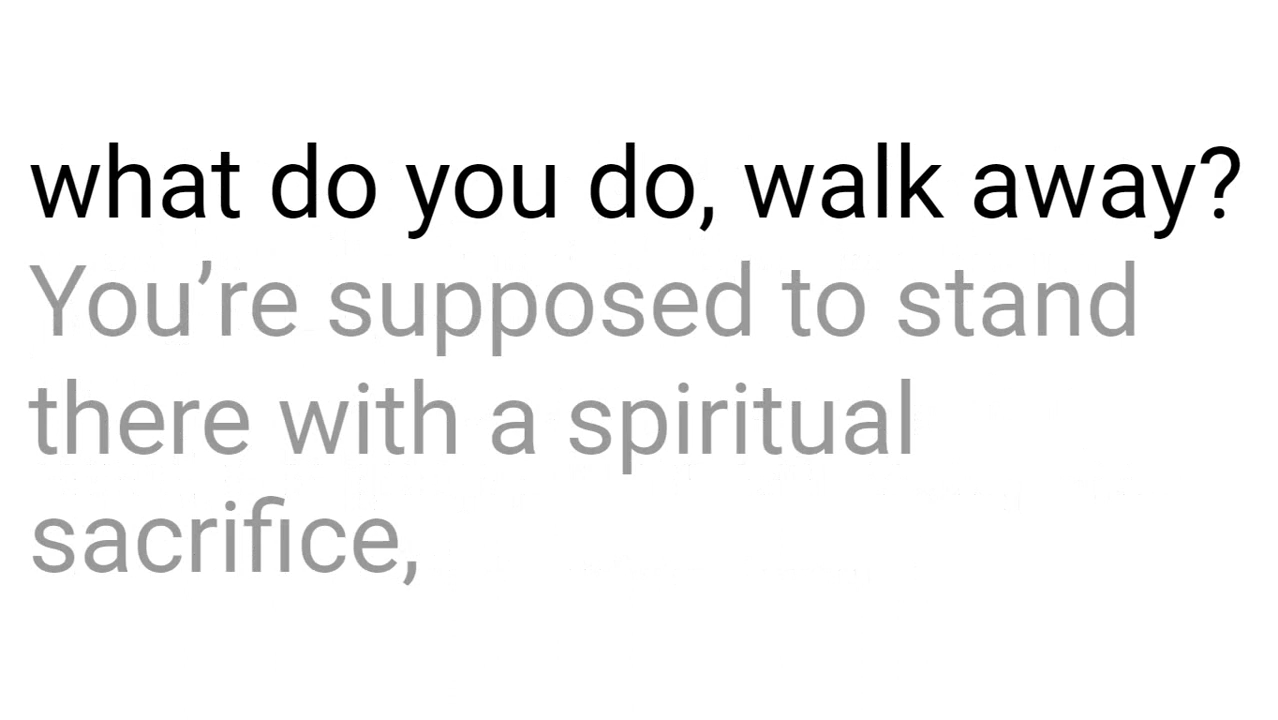 what do you do, walk away?
You’re supposed to stand
there with a spiritual
sacrifice,